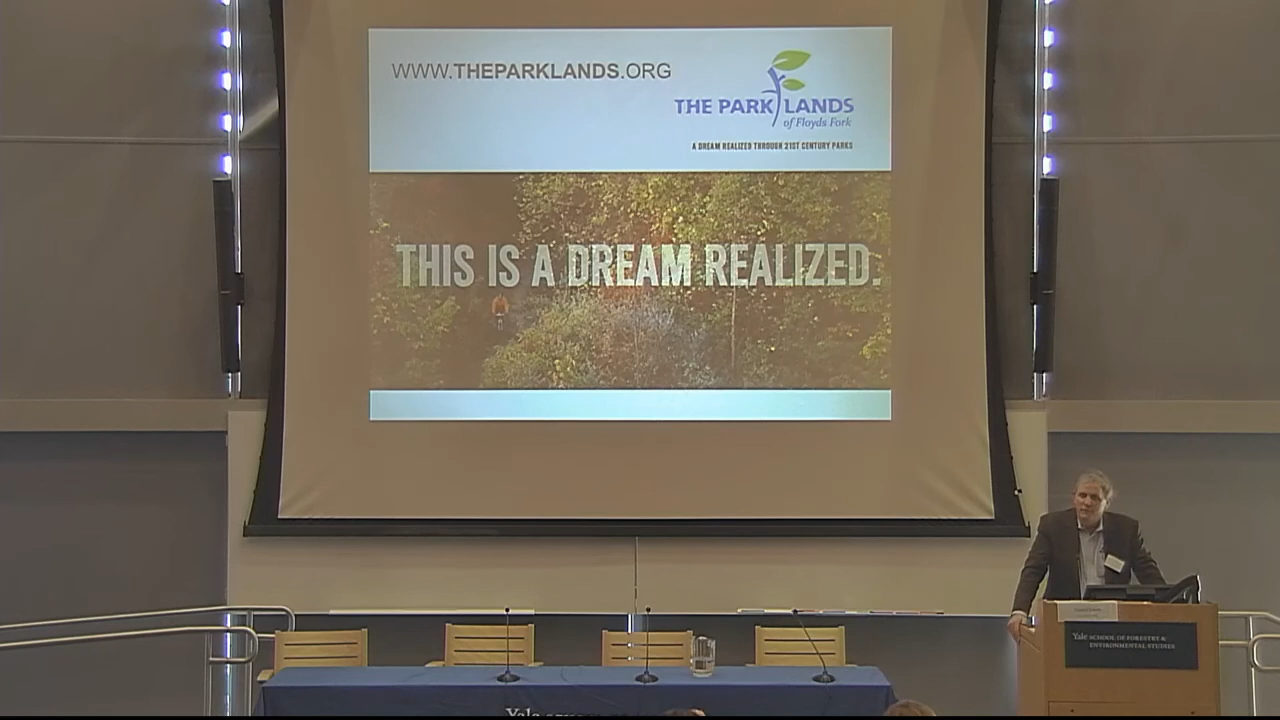 WWW.THEPARKLANDS.ORG
THE PARKLANDS
of Floyds Fork
A DREAM REALIZED THROUGH 21ST CENTURY PARKS
THIS IS A DREAM REALIZED.
Yale SCHOOL OF FORESTRY &
ENVIRONMENTAL STUDIES
Yale